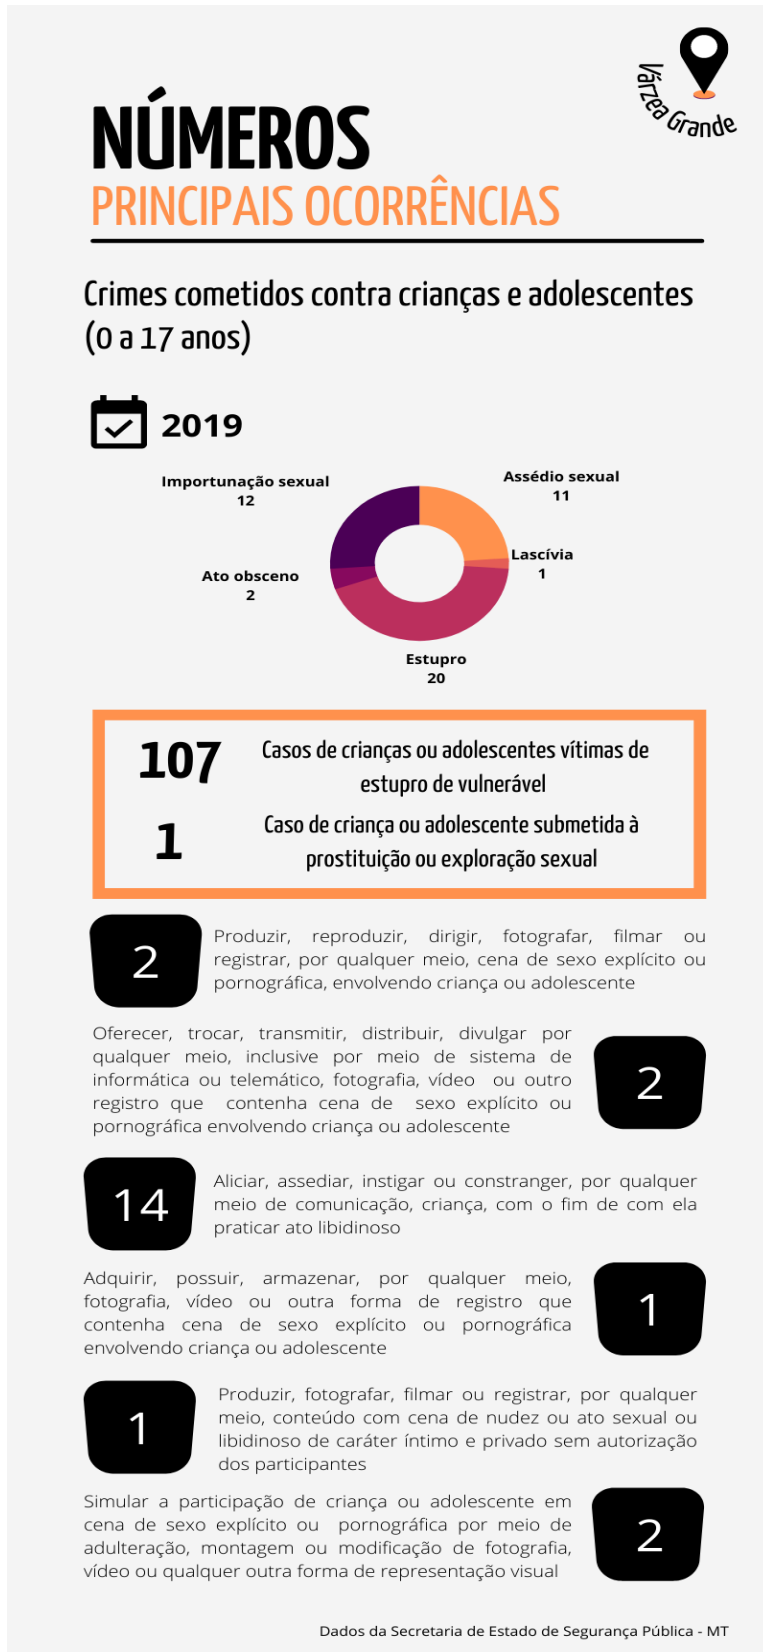 Várzea Grande
NÚMEROS
PRINCIPAIS OCORRÊNCIAS
Crimes cometidos contra crianças e adolescentes
(0 a 17 anos)
2019
Importunação sexual
12
Assédio sexual
11
Lascívia
1
Ato obsceno
2
Estupro
20
107
Casos de crianças ou adolescentes vítimas de
estupro de vulnerável
1
Caso de criança ou adolescente submetida à
prostituição ou exploração sexual
2
Produzir, reproduzir, dirigir, fotografar, filmar ou
registrar, por qualquer meio, cena de sexo explícito ou
pornográfica, envolvendo criança ou adolescente
Oferecer, trocar, transmitir, distribuir, divulgar por
qualquer meio, inclusive por meio de sistema de
informática ou telemático, fotografia, vídeo ou outro
registro que contenha cena de sexo explícito ou
pornográfica envolvendo criança ou adolescente
2
14
Aliciar, assediar, instigar ou constranger, por qualquer
meio de comunicação, criança, com o fim de com ela
praticar ato libidinoso
Adquirir, possuir, armazenar, por qualquer meio,
fotografia, vídeo ou outra forma de registro que
contenha cena de sexo explícito ou pornográfica
envolvendo criança ou adolescente
1
1
Produzir, fotografar, filmar ou registrar, por qualquer
meio, conteúdo com cena de nudez ou ato sexual ou
libidinoso de caráter íntimo e privado sem autorização
dos participantes
Simular a participação de criança ou adolescente em
cena de sexo explícito ou pornográfica por meio de
adulteração, montagem ou modificação de fotografia,
vídeo ou qualquer outra forma de representação visual
2
Dados da Secretaria de Estado de Segurança Pública - MT